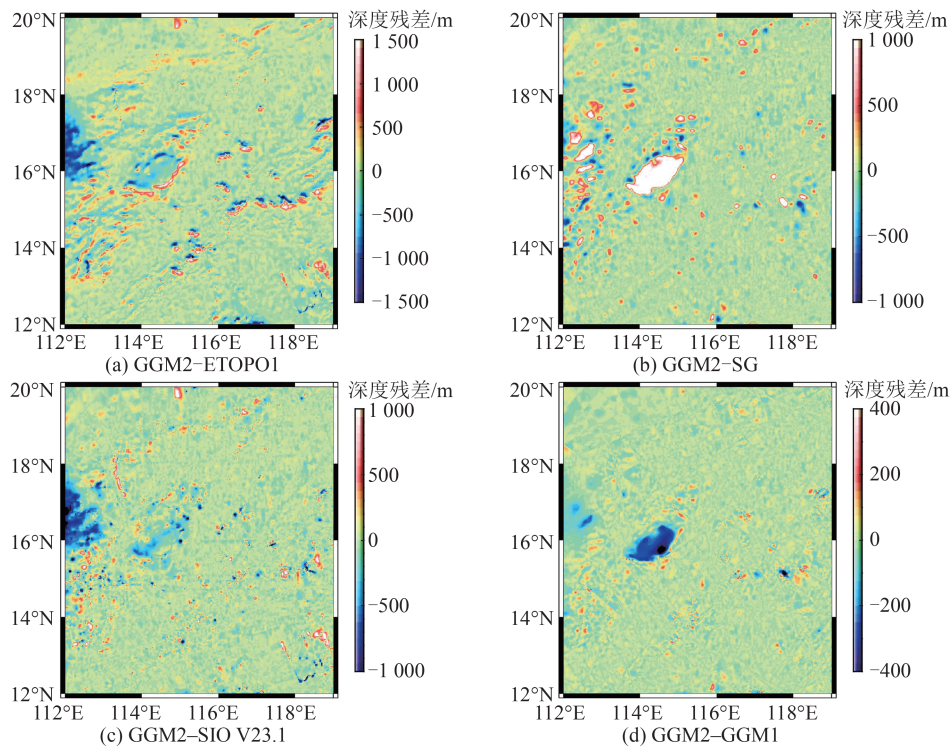 20°N
18°N
16°N
14°N
12°N
112°E 114°E 116°E 118°E
深度残差/m
1 500
1 000
500
0
−500
−1 000
−1 500
(a) GGM2−ETOPO1
20°N
18°N
16°N
14°N
12°N
112°E 114°E 116°E 118°E
深度残差/m
1 000
500
0
−500
−1 000
(b) GGM2−SG
20°N
18°N
16°N
14°N
12°N
112°E 114°E 116°E 118°E
深度残差/m
1 000
500
0
−500
−1 000
(c) GGM2−SIO V23.1
20°N
18°N
16°N
14°N
12°N
112°E 114°E 116°E 118°E
深度残差/m
400
200
0
−200
−400
(d) GGM2−GGM1